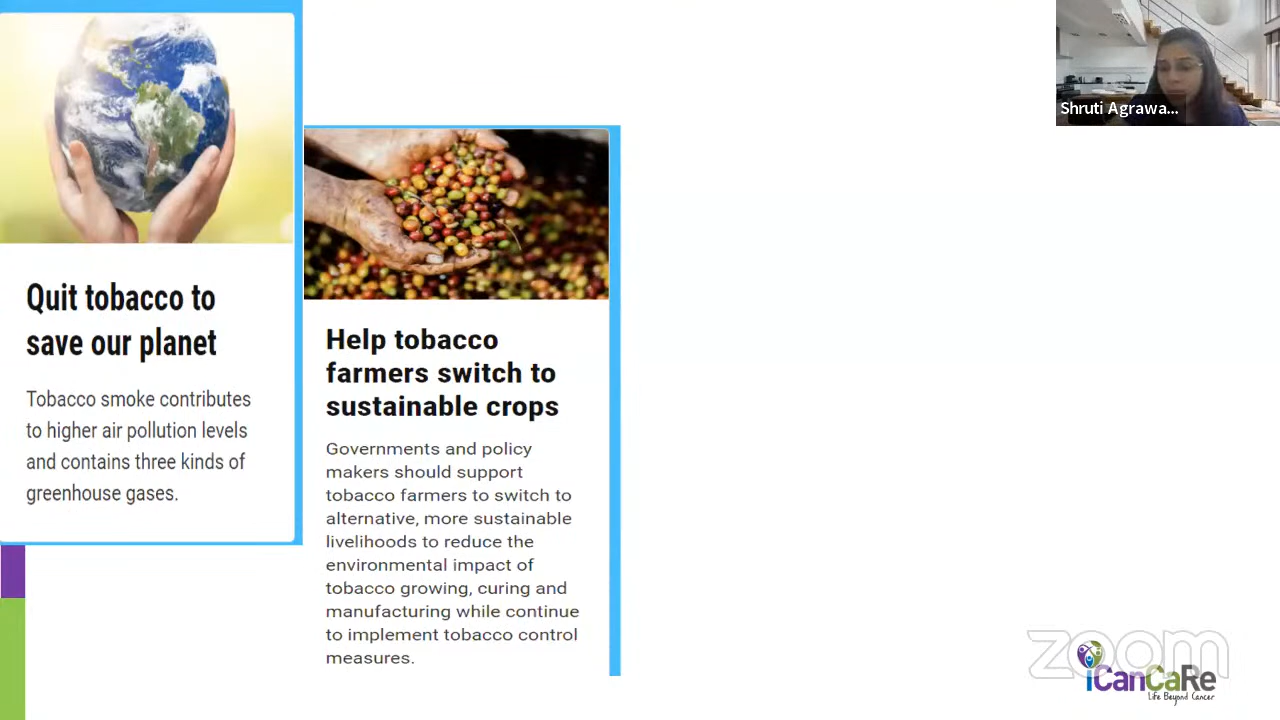 Quit tobacco to
save our planet
Tobacco smoke contributes
to higher air pollution levels
and contains three kinds of
greenhouse gases.
Help tobacco
farmers switch to
sustainable crops
Governments and policy
makers should support
tobacco farmers to switch to
alternative, more sustainable
livelihoods to reduce the
environmental impact of
tobacco growing, curing and
manufacturing while continue
to implement tobacco control
measures.
Shruti Agrawa...
zoom
iCanCaRe
Life Beyond Cancer